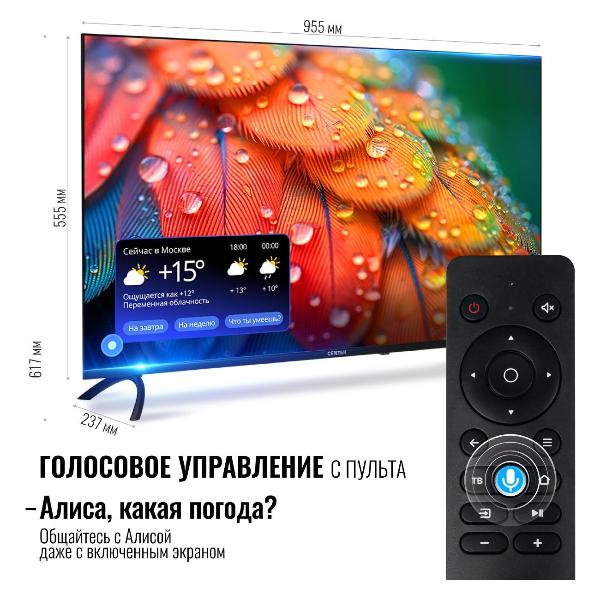 955 мм
555 мм
617 мм
237 мм
Сейчас в Москве
18:00
00:00
+15°
+13°
+10°
Ощущается как +12°
Переменная облачность
На завтра
На неделю
Что ты умеешь?
CENTEK
ТВ
ГОЛОСОВОЕ УПРАВЛЕНИЕ С ПУЛЬТА
–Алиса, какая погода?
Общайтесь с Алисой
даже с включенным экраном